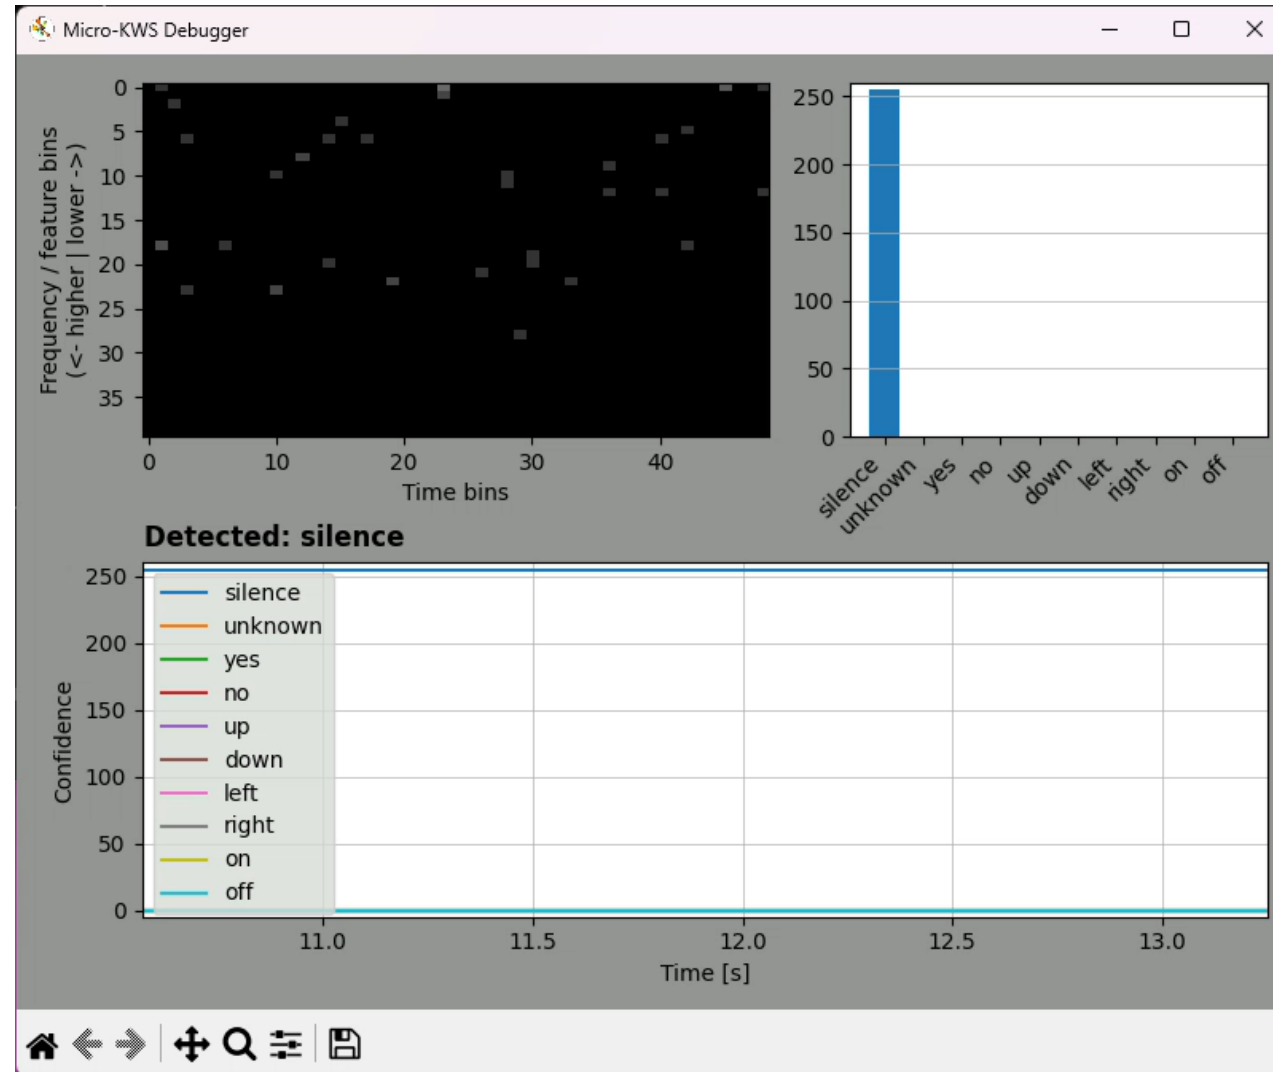 Micro-KWS Debugger
Frequency / feature bins
(<- higher | lower ->)
0
5
10
15
20
25
30
35
0
10
20
30
40
Time bins
250
200
150
100
50
0
silence
unknown
yes
no
up
down
left
right
on
off
Detected: silence
Confidence
250
200
150
100
50
0
silence
unknown
yes
no
up
down
left
right
on
off
11.0
11.5
12.0
12.5
13.0
Time [s]